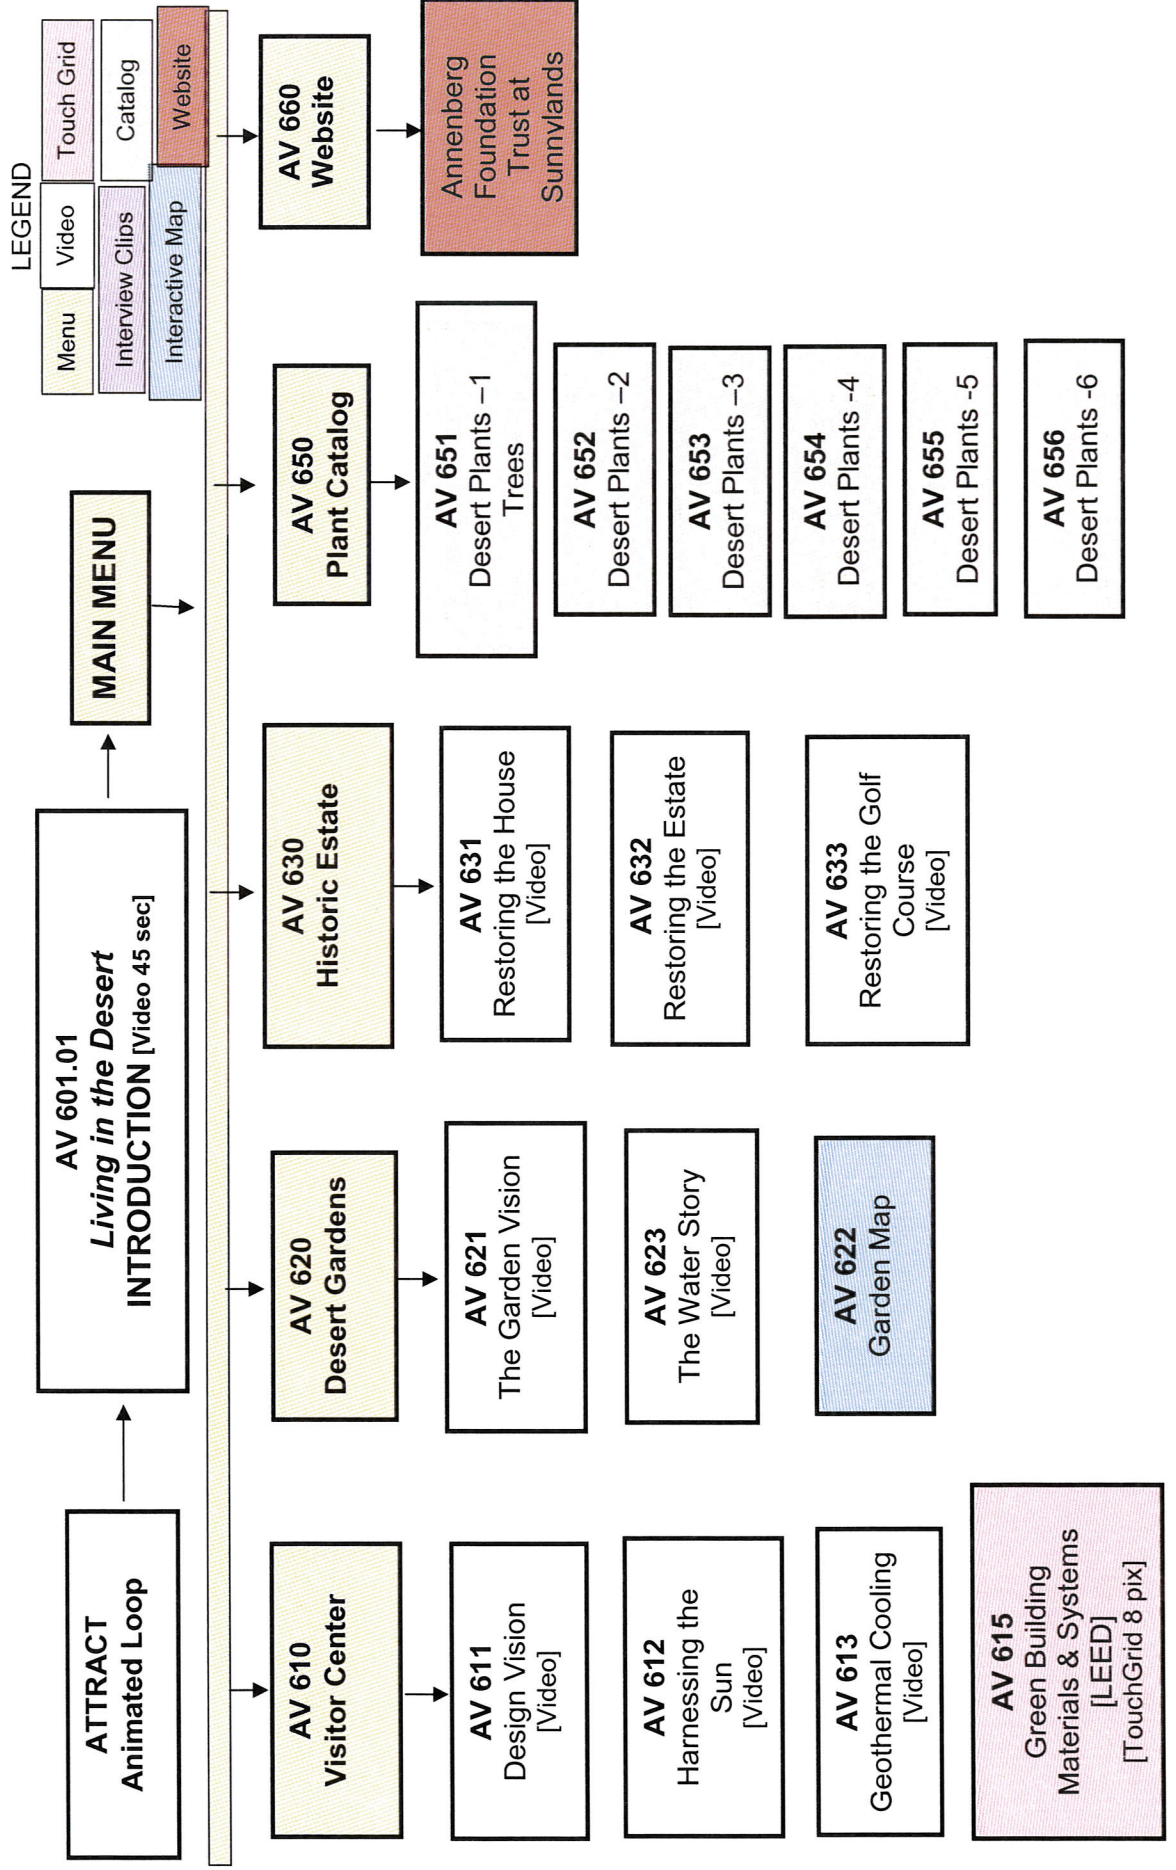 LEGEND
Menu
Video
Touch Grid
Interview Clips
Catalog
Interactive Map
Website
ATTRACT
Animated Loop
AV 601.01
Living in the Desert
INTRODUCTION [Video 45 sec]
MAIN MENU
AV 610
Visitor Center
AV 611
Design Vision
[Video]
AV 612
Harnessing the
Sun
[Video]
AV 613
Geothermal Cooling
[Video]
AV 615
Green Building
Materials & Systems
[LEED]
[TouchGrid 8 pix]
AV 620
Desert Gardens
AV 621
The Garden Vision
[Video]
AV 623
The Water Story
[Video]
AV 622
Garden Map
AV 630
Historic Estate
AV 631
Restoring the House
[Video]
AV 632
Restoring the Estate
[Video]
AV 633
Restoring the Golf
Course
[Video]
AV 650
Plant Catalog
AV 651
Desert Plants –1
Trees
AV 652
Desert Plants –2
AV 653
Desert Plants –3
AV 654
Desert Plants -4
AV 655
Desert Plants -5
AV 656
Desert Plants -6
AV 660
Website
Annenberg
Foundation
Trust at
Sunnylands